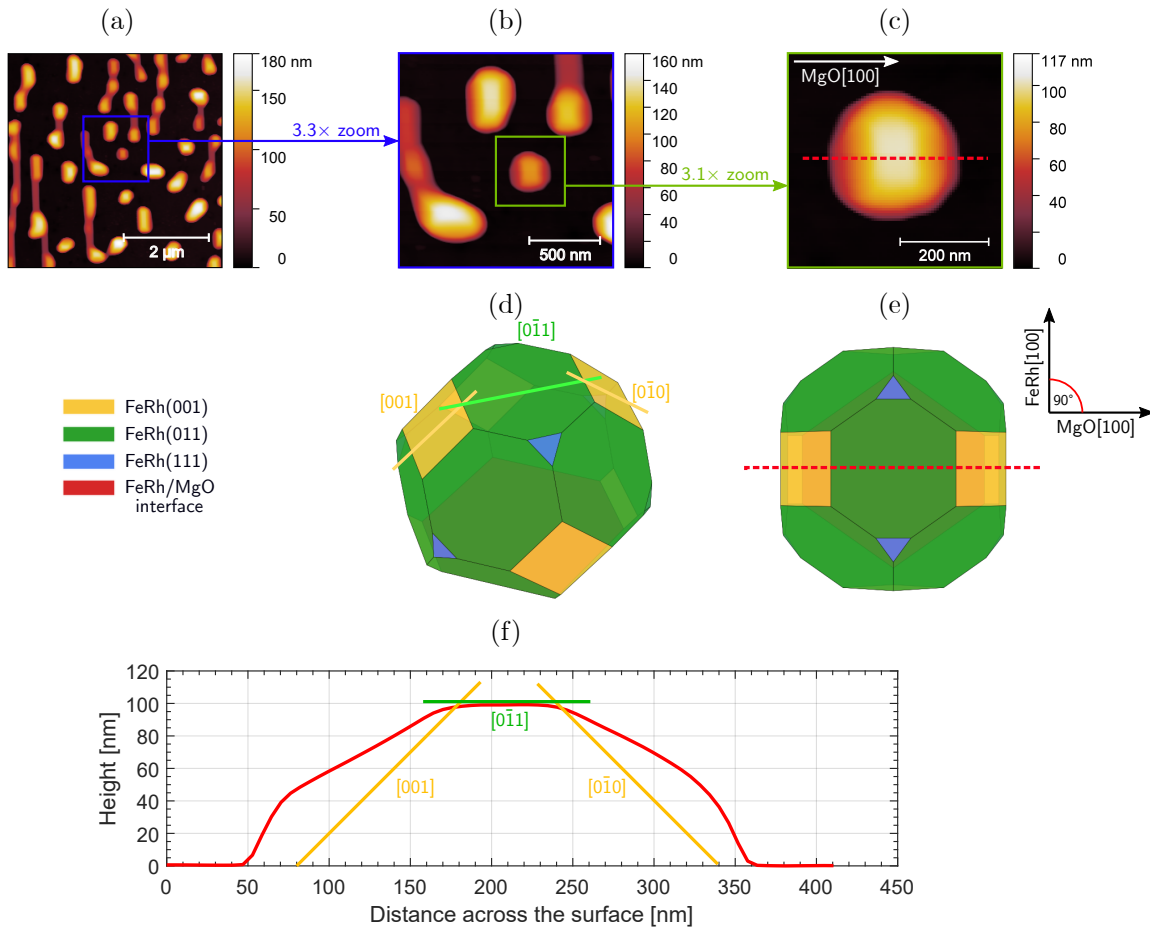 (a)
(b)
(c)
180 nm
150
100
50
0
2 µm
3.3× zoom
160 nm
140
120
100
80
60
40
20
0
500 nm
3.1× zoom
MgO[100]
117 nm
100
80
60
40
20
0
200 nm
(d)
(e)
[01̄1]
[001]
[01̄0]
FeRh(001)
FeRh(011)
FeRh(111)
FeRh/MgO
interface
FeRh[100]
90°
MgO[100]
(f)
Height [nm]
120
100
80
60
40
20
0
[01̄1]
[001]
[01̄0]
0
50
100
150
200
250
300
350
400
450
Distance across the surface [nm]